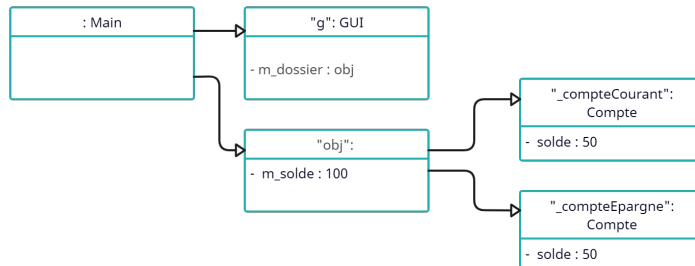 : Main
"g": GUI
- m_dossier : obj
"obj":
- m_solde : 100
"_compteCourant":
Compte
- solde : 50
"_compteEpargne":
Compte
- solde : 50